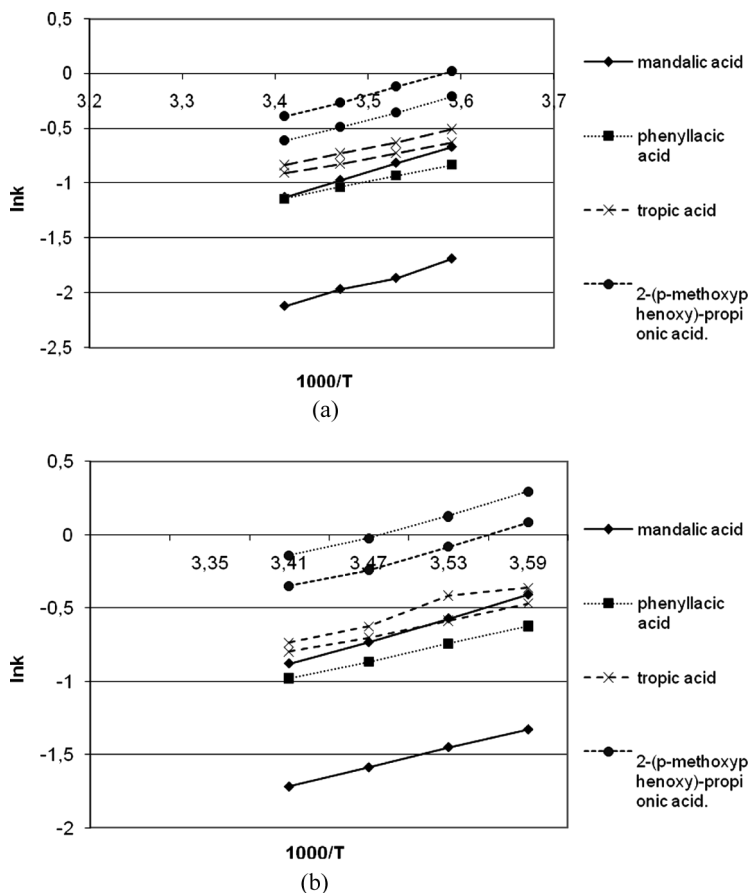 0,5
0
-0,5
-1
-1,5
-2
-2,5
3,2 3,3 3,4 3,5 3,6 3,7
lnk
1000/T
mandalic acid
phenyllacic
acid
tropic acid
2-(p-methoxyp
henoxy)-propi
onic acid.
(a)
0,5
0
-0,5
-1
-1,5
-2
3,35 3,41 3,47 3,53 3,59
lnk
1000/T
mandalic acid
phenyllacic
acid
tropic acid
2-(p-methoxyp
henoxy)-propi
onic acid.
(b)